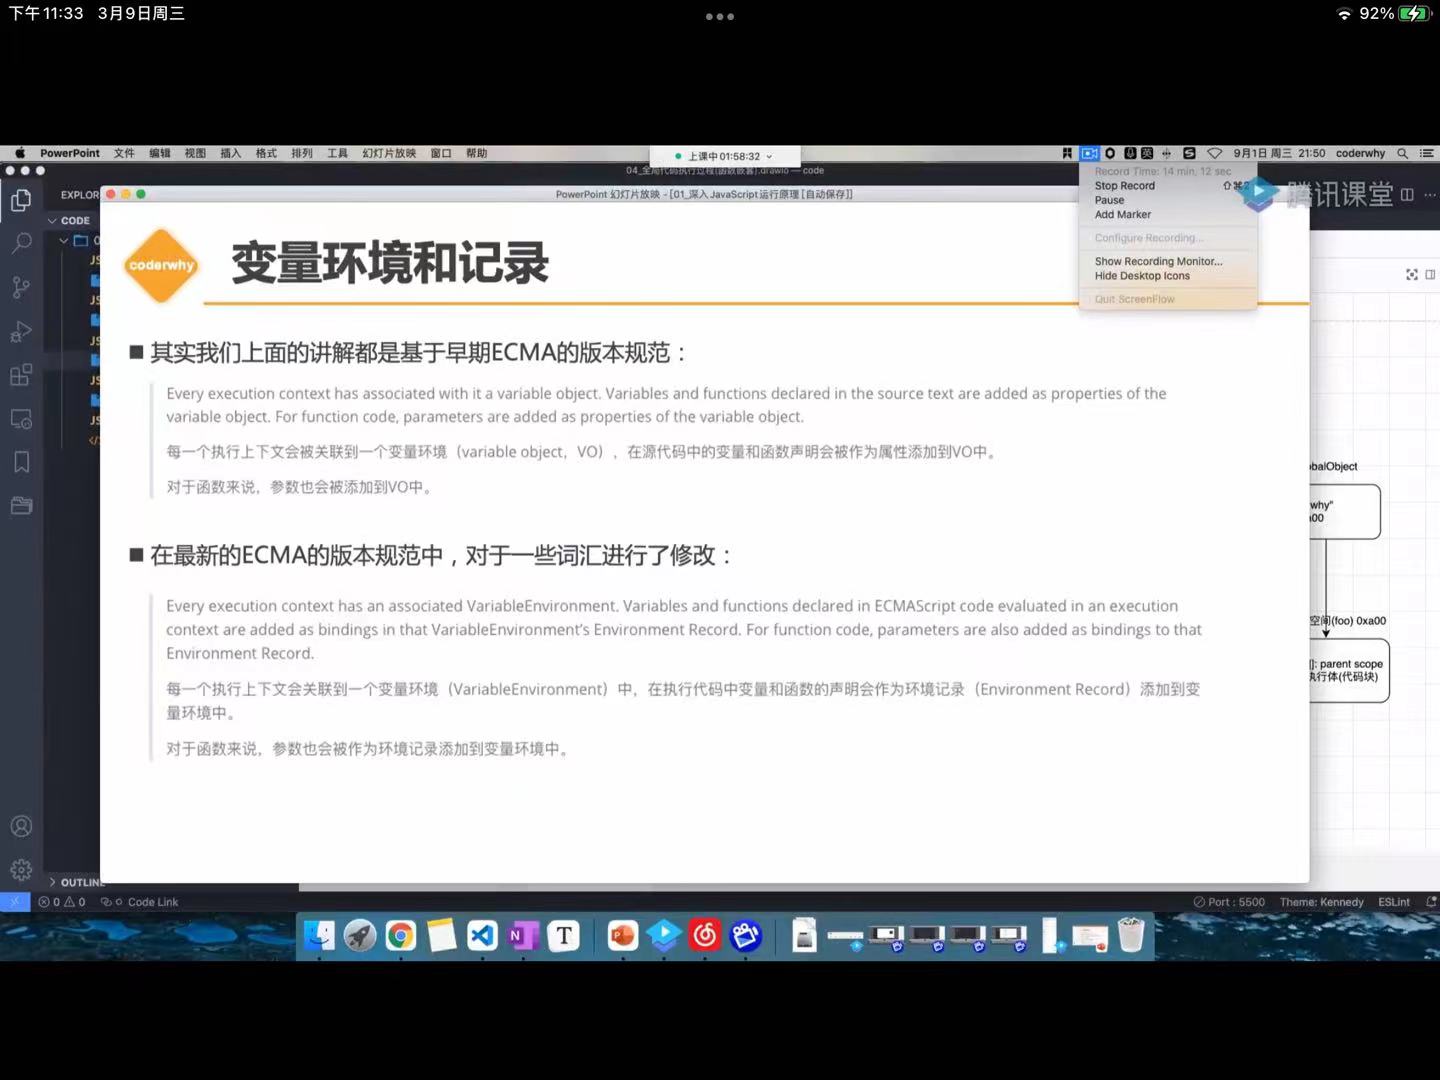 下午11:33 3月9日周三
92%
PowerPoint 文件 编辑 视图 插入 格式 排列 工具 幻灯片放映 窗口 帮助
上课中 01:58:32
9月1日 周三 21:50 coderwhy
04_全局代码执行过程(函数嵌套).drawio — code
Record Time: 14 min, 12 sec
Stop Record
Pause
Add Marker
Configure Recording...
Show Recording Monitor...
Hide Desktop Icons
Quit ScreenFlow
腾讯课堂
EXPLOR
PowerPoint 幻灯片放映 - [01_深入JavaScript运行原理 [自动保存]]
CODE
coderwhy
变量环境和记录
其实我们上面的讲解都是基于早期ECMA的版本规范：
Every execution context has associated with it a variable object. Variables and functions declared in the source text are added as properties of the
variable object. For function code, parameters are added as properties of the variable object.
每一个执行上下文会被关联到一个变量环境（variable object，VO），在源代码中的变量和函数声明会被作为属性添加到VO中。
对于函数来说，参数也会被添加到VO中。
在最新的ECMA的版本规范中，对于一些词汇进行了修改：
Every execution context has an associated VariableEnvironment. Variables and functions declared in ECMAScript code evaluated in an execution
context are added as bindings in that VariableEnvironment's Environment Record. For function code, parameters are also added as bindings to that
Environment Record.
每一个执行上下文会关联到一个变量环境（VariableEnvironment）中，在执行代码中变量和函数的声明会作为环境记录（Environment Record）添加到变
量环境中。
对于函数来说，参数也会被作为环境记录添加到变量环境中。
balObject
why"
00
空间(foo) 0xa00
]: parent scope
执行体(代码块)
OUTLINE
0 0 Code Link
Port : 5500 Theme: Kennedy ESLint